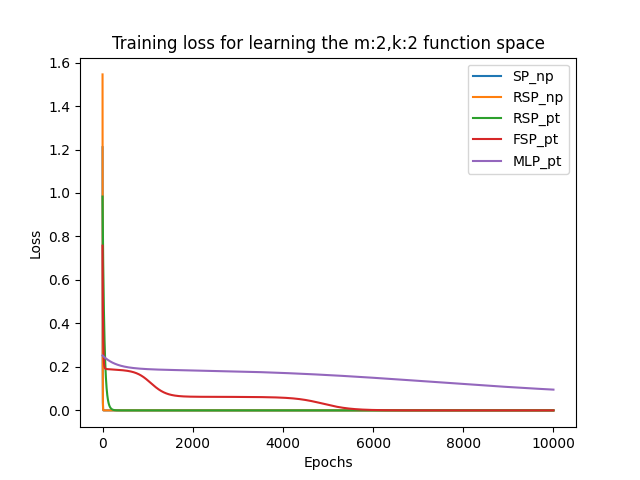 Training loss for learning the m:2,k:2 function space
SP_np
RSP_np
RSP_pt
FSP_pt
MLP_pt
Loss
1.6
1.4
1.2
1.0
0.8
0.6
0.4
0.2
0.0
0 2000 4000 6000 8000 10000
Epochs